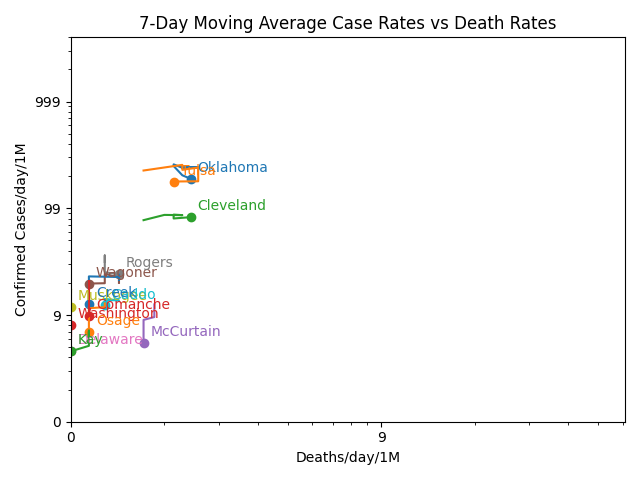 7-Day Moving Average Case Rates vs Death Rates
Confirmed Cases/day/1M
999
99
9
0
Oklahoma
Tulsa
Cleveland
Rogers
Wagoner
Creek
Caddo
Comanche
Washington
Osage
McCurtain
Kay
Delaware
0
9
Deaths/day/1M